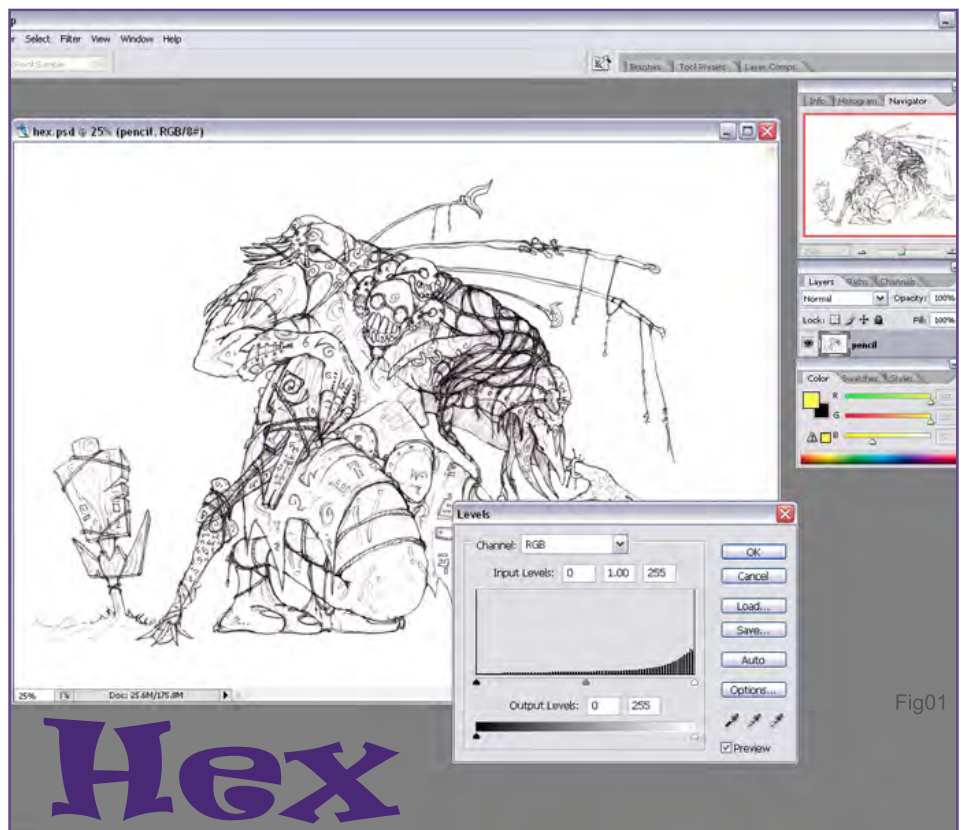 p
r Select Filter View Window Help
Point Sample
Brushes Tool Presets Layer Comps
Info Histogram Navigator
hex.psd @ 25% (pencil, RGB/8#)
Layers Paths Channels
Normal Opacity: 100%
Lock: Fill: 100%
pencil
Color Swatches Styles
R
G
B
Levels
Channel: RGB
OK
Input Levels: 0 1.00 255
Cancel
Load...
Save...
Auto
Options...
Output Levels: 0 255
Preview
25% Doc: 25.6M/175.8M
Fig01
Hex